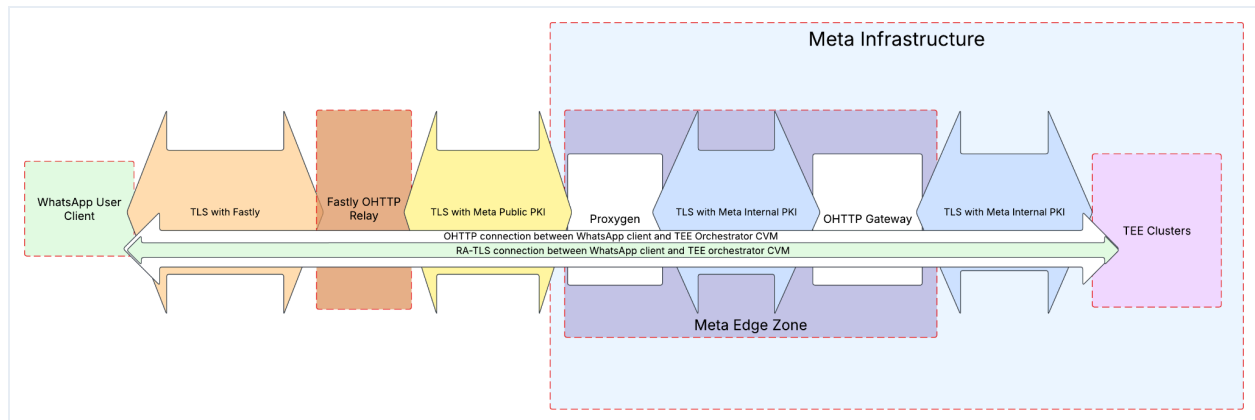 Meta Infrastructure
WhatsApp User
Client
TLS with Fastly
Fastly OHTTP
Relay
TLS with Meta Public PKI
Proxygen
TLS with Meta Internal PKI
OHTTP Gateway
TLS with Meta Internal PKI
TEE Clusters
OHTTP connection between WhatsApp client and TEE Orchestrator CVM
RA-TLS connection between WhatsApp client and TEE orchestrator CVM
Meta Edge Zone